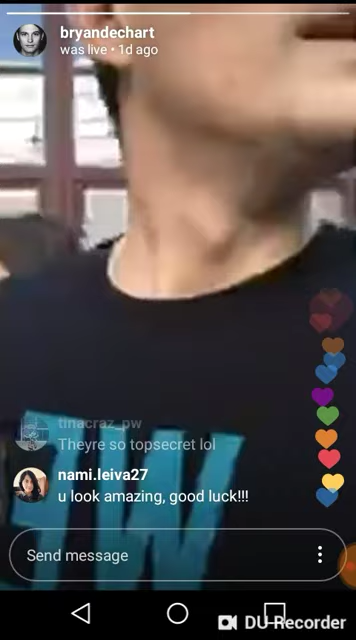 bryandechart
was live • 1d ago
tinacraz_pw
Theyre so topsecret lol
nami.leiva27
u look amazing, good luck!!!
Send message
DU Recorder